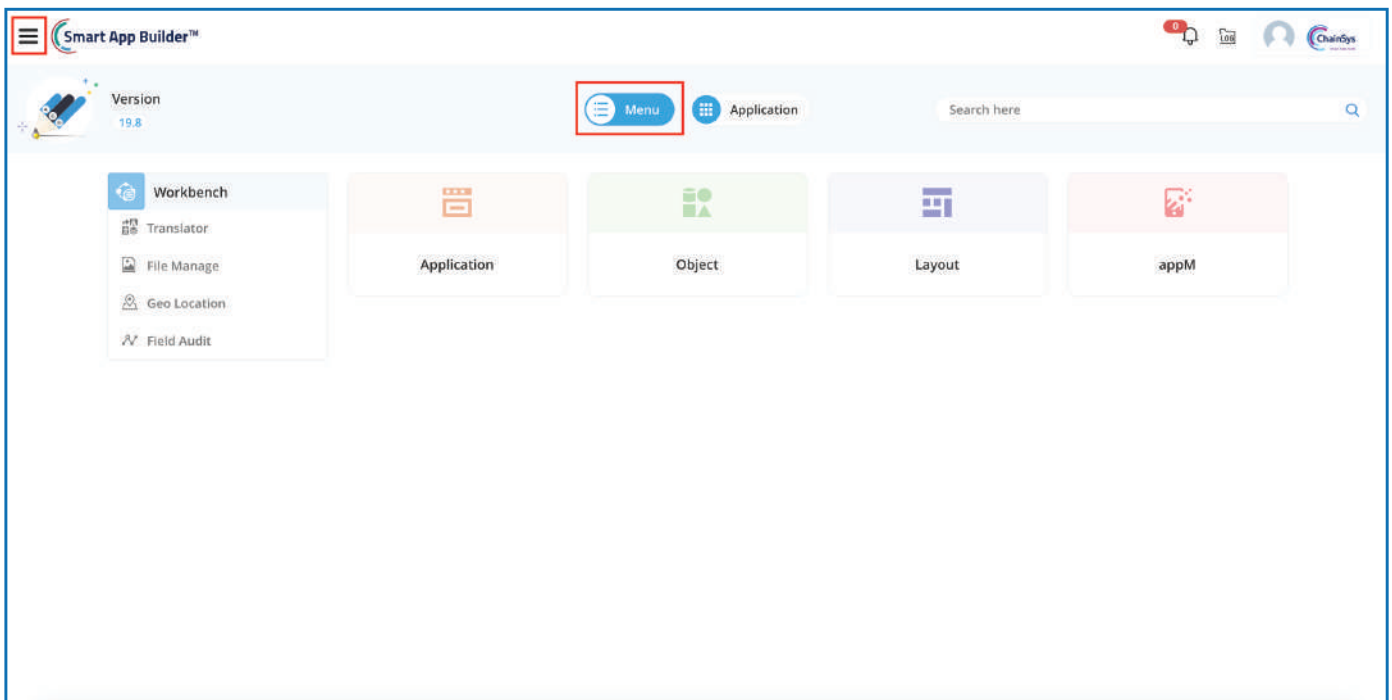 Smart App Builder™
0
LOG
ChainSys
Version
19.8
Menu
Application
Search here
Workbench
Translator
File Manage
Geo Location
Field Audit
Application
Object
Layout
appM